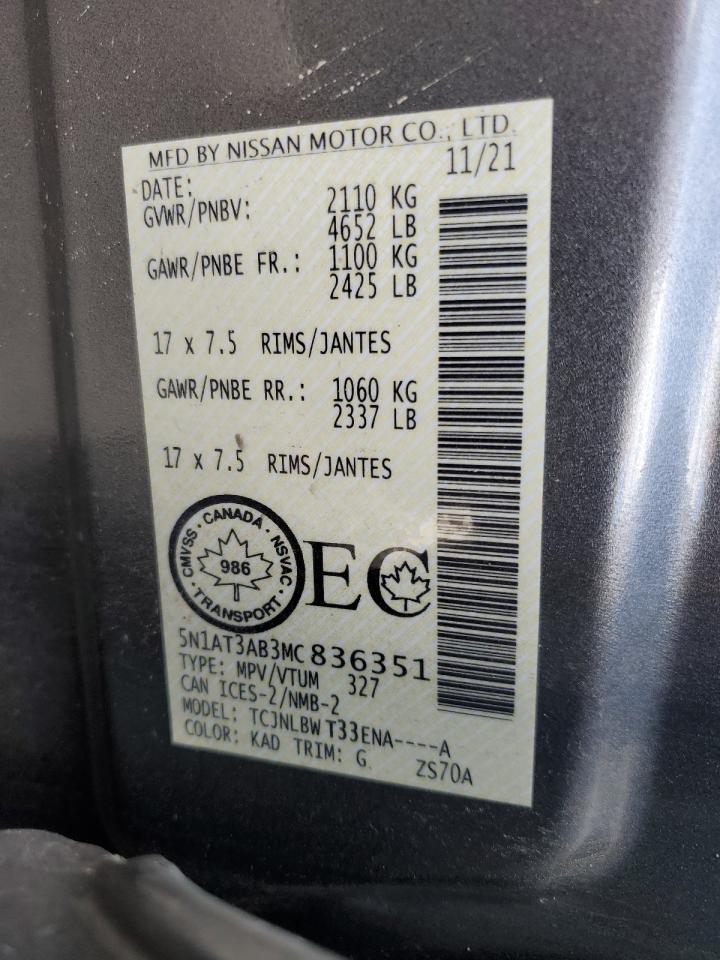 MFD BY NISSAN MOTOR CO., LTD.
DATE: 11/21
GVWR/PNBV: 2110 KG
4652 LB
GAWR/PNBE FR.: 1100 KG
2425 LB
17 x 7.5 RIMS/JANTES
GAWR/PNBE RR.: 1060 KG
2337 LB
17 x 7.5 RIMS/JANTES
CANADA · NSVAC · TRANSPORT · CMVSS ·
986
EC
5N1AT3AB3MC 836351
TYPE: MPV/VTUM 327
CAN ICES-2/NMB-2
MODEL: TCJNLBW T33ENA----A
COLOR: KAD TRIM: G ZS70A